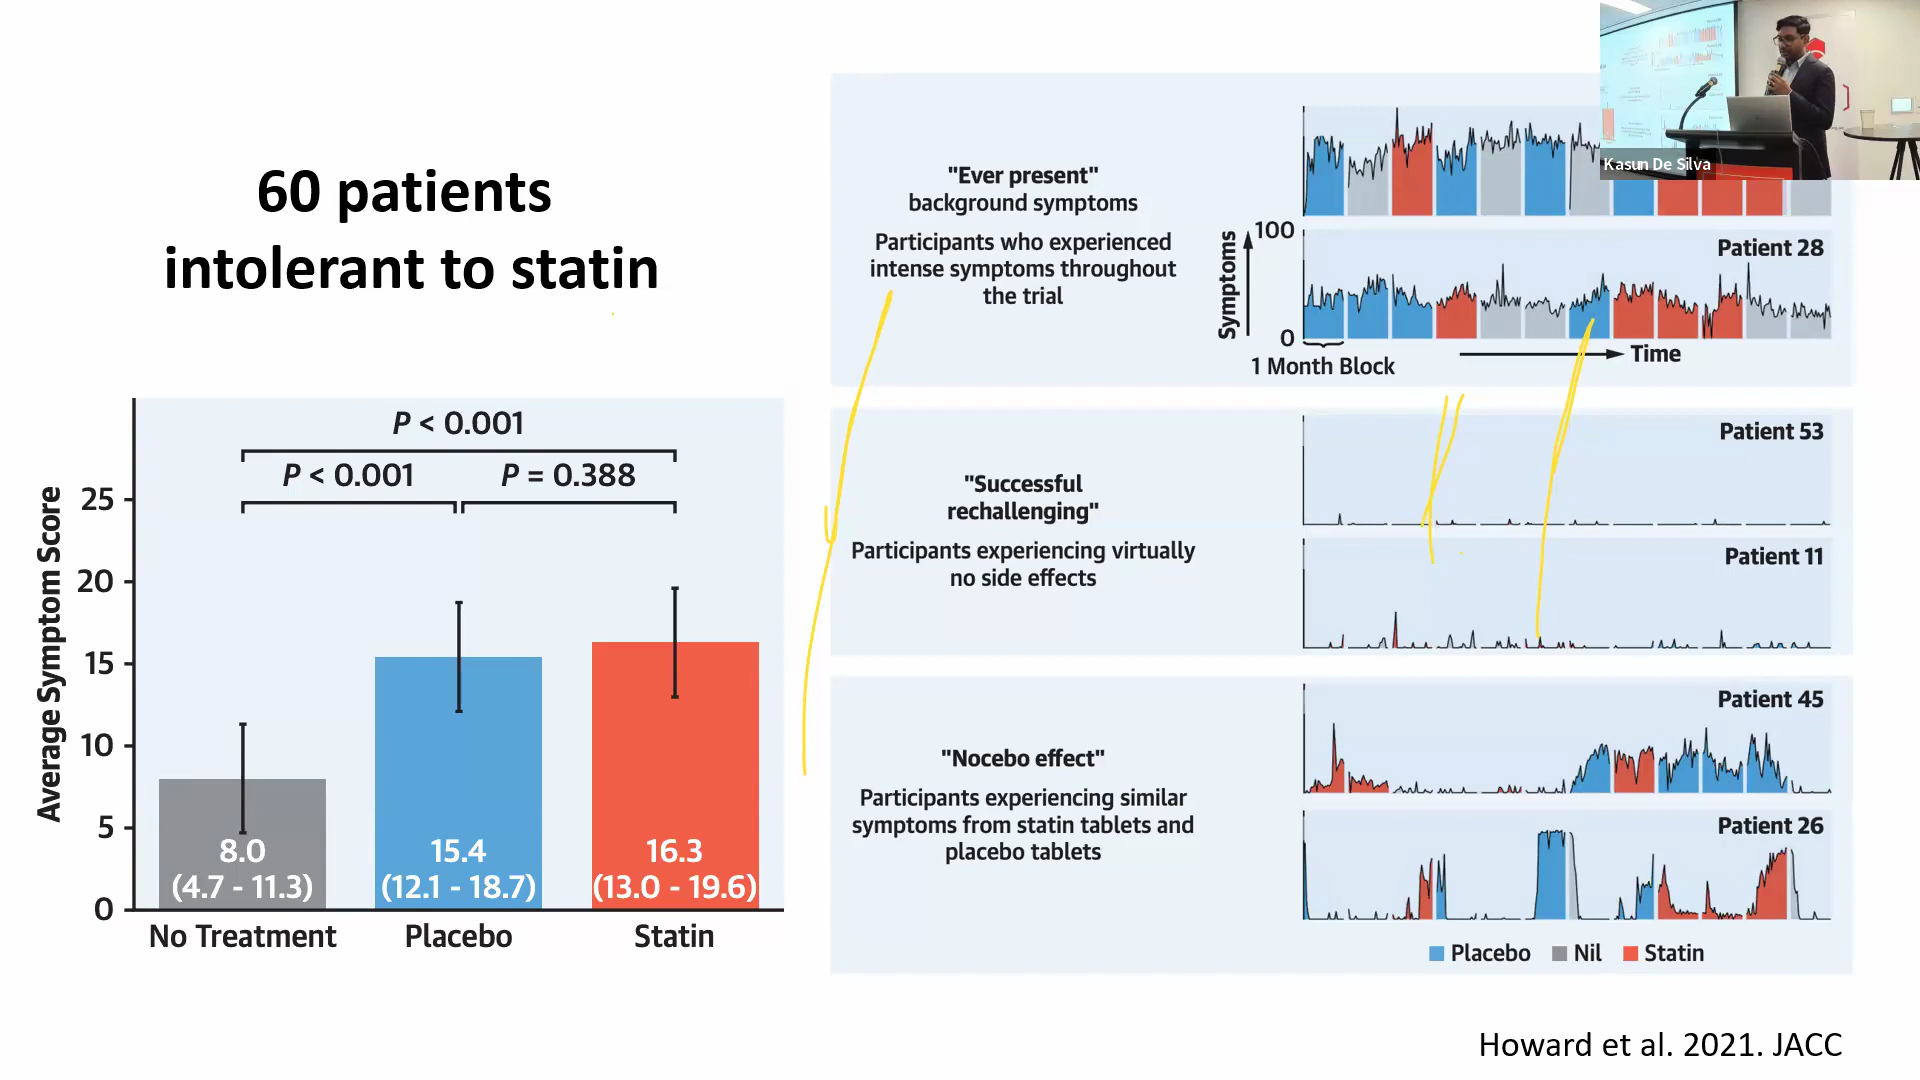 60 patients
intolerant to statin
P < 0.001
P < 0.001
P = 0.388
Average Symptom Score
25
20
15
10
5
0
8.0
(4.7 - 11.3)
15.4
(12.1 - 18.7)
16.3
(13.0 - 19.6)
No Treatment
Placebo
Statin
"Ever present"
background symptoms
Participants who experienced
intense symptoms throughout
the trial
Symptoms
100
0
Patient 28
1 Month Block
Time
"Successful
rechallenging"
Participants experiencing virtually
no side effects
Patient 53
Patient 11
"Nocebo effect"
Participants experiencing similar
symptoms from statin tablets and
placebo tablets
Patient 45
Patient 26
Placebo
Nil
Statin
Howard et al. 2021. JACC
Kasun De Silva